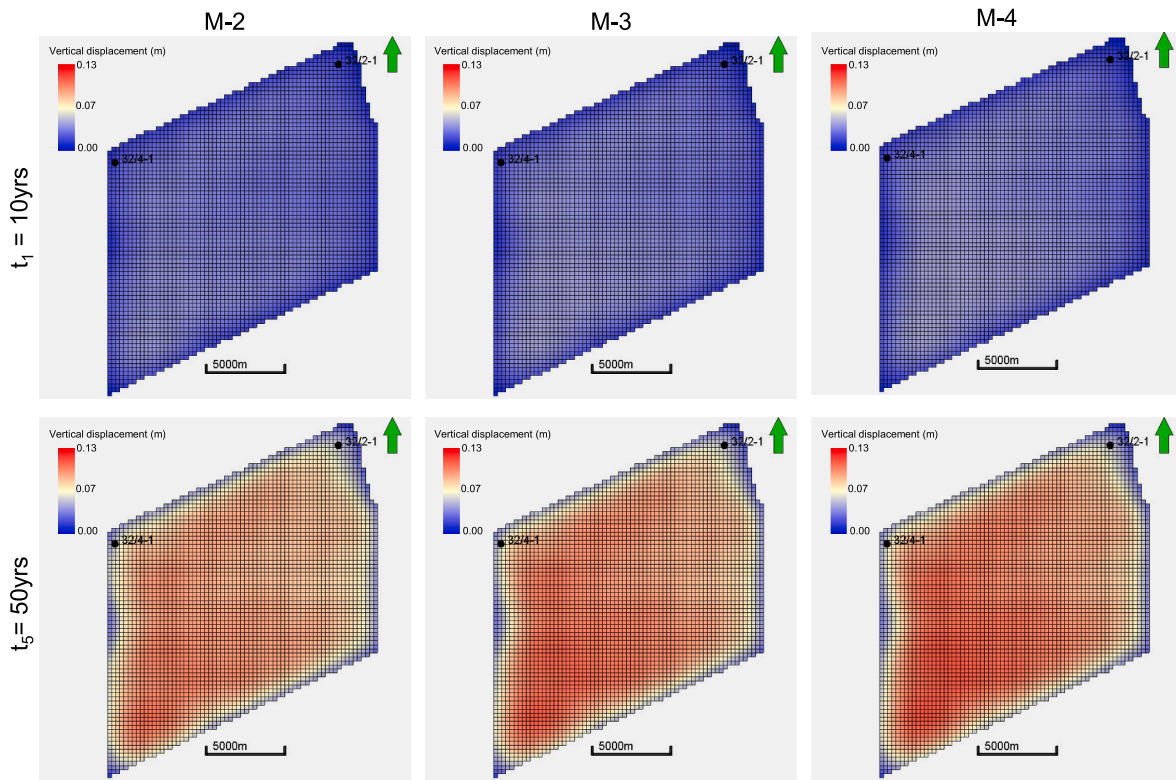 M-2
M-3
M-4
t1 = 10yrs
Vertical displacement (m)
0.13
0.07
0.00
32/2-1
32/4-1
5000m
Vertical displacement (m)
0.13
0.07
0.00
32/2-1
32/4-1
5000m
Vertical displacement (m)
0.13
0.07
0.00
32/2-1
32/4-1
5000m
t5= 50yrs
Vertical displacement (m)
0.13
0.07
0.00
32/2-1
32/4-1
5000m
Vertical displacement (m)
0.13
0.07
0.00
32/2-1
32/4-1
5000m
Vertical displacement (m)
0.13
0.07
0.00
32/2-1
32/4-1
5000m